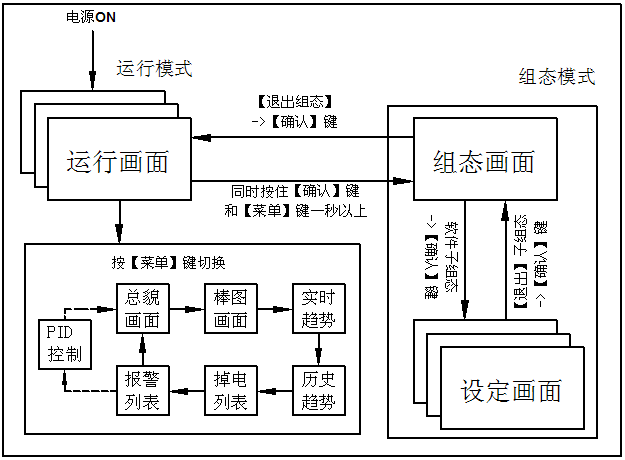 电源ON
运行模式
组态模式
【退出组态】
->【确认】键
运行画面
组态画面
同时按住【确认】键
和【菜单】键一秒以上
软件子组态
->【确认】键
【退出】子组态
->【确认】键
按【菜单】键切换
总貌
画面
棒图
画面
实时
趋势
PID
控制
报警
列表
掉电
列表
历史
趋势
设定画面